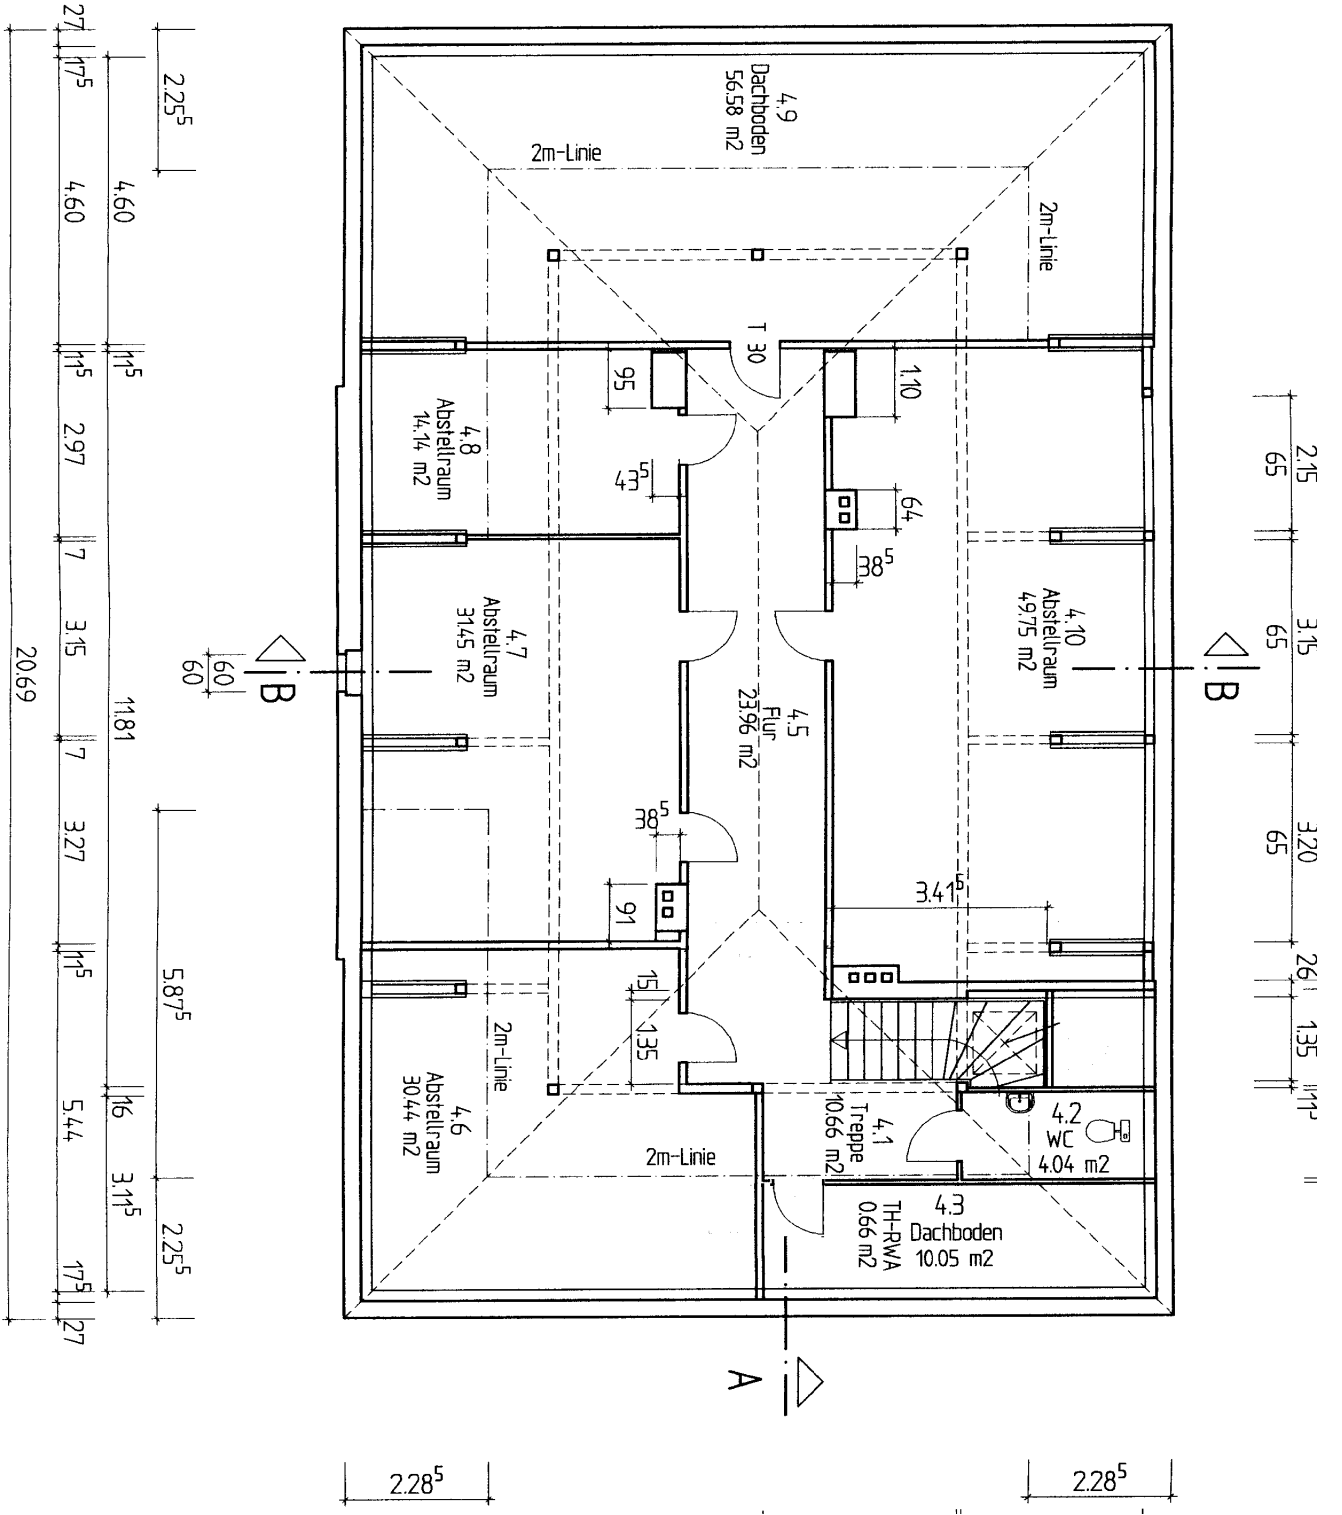 4.9
Dachboden
56.58 m2
2m-Linie
2m-Linie
T 30
95
1.10
4.8
Abstellraum
14.14 m2
43⁵
64
38⁵
4.7
Abstellraum
31.45 m2
4.10
Abstellraum
49.75 m2
4.5
Flur
23.96 m2
38⁵
91
3.41⁵
15
1.35
2m-Linie
4.6
Abstellraum
30.44 m2
2m-Linie
4.1
Treppe
10.66 m2
4.2
WC
4.04 m2
4.3
Dachboden
10.05 m2
TH-RWA
0.66 m2
B
B
A
60
60
2.25⁵
5.87⁵
2.25⁵
4.60
11⁵
11.81
16
3.11⁵
27
17⁵
4.60
11⁵
2.97
7
3.15
7
3.27
11⁵
5.44
17⁵
27
20.69
2.15
65
3.15
65
3.20
65
26
1.35
11⁵
2.28⁵
2.28⁵